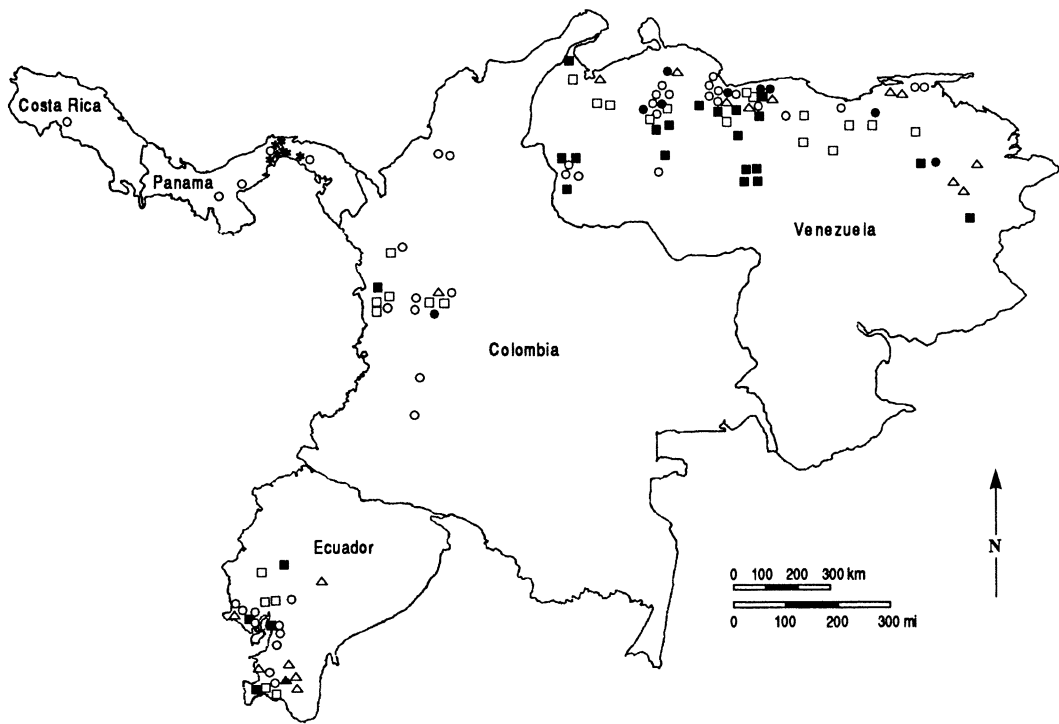 Costa Rica
Panama
Venezuela
Colombia
Ecuador
N
0 100 200 300 km
0 100 200 300 mi